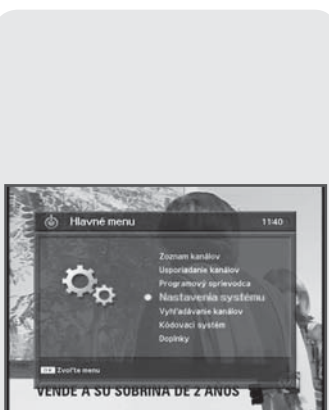 Hlavné menu 11:40
Zoznam kanálov
Usporiadanie kanálov
Programový sprievodca
Nastavenia systému
Vyhľadávanie kanálov
Kódovací systém
Doplnky
OK Zvoľte menu
VENDE A SU SOBRINA DE 2 AÑOS